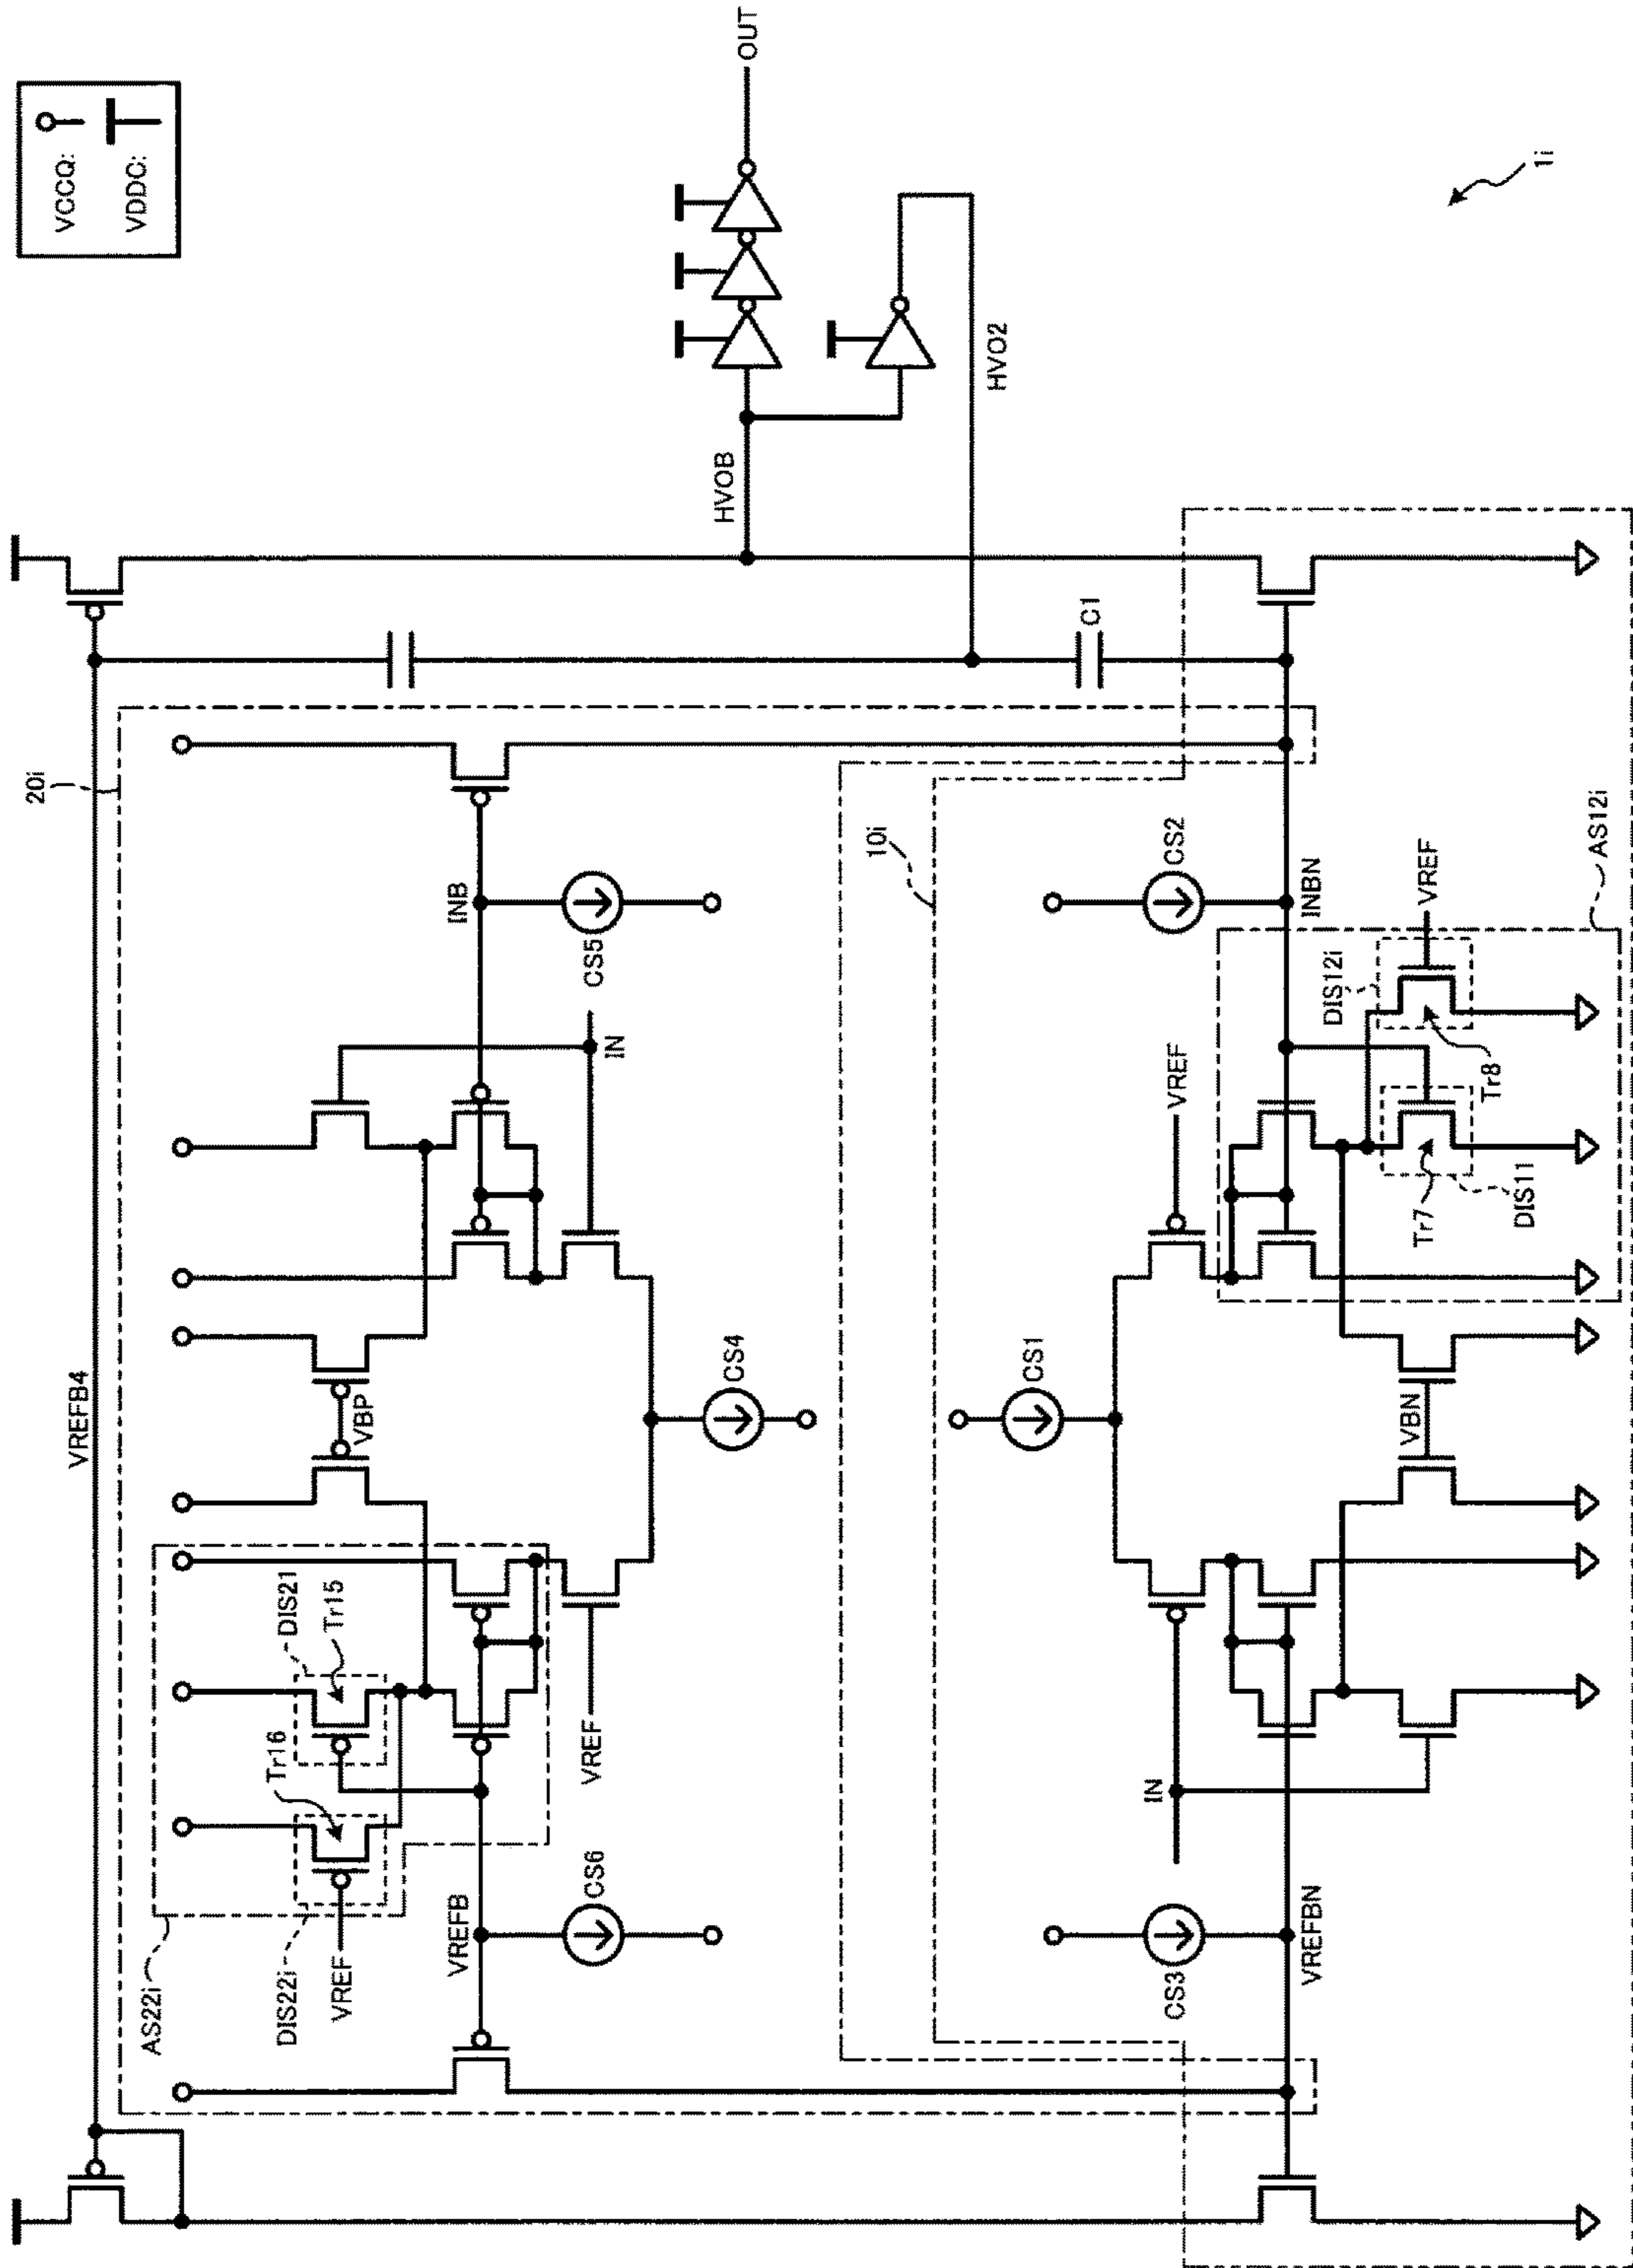 VCCQ:
VDDC:
OUT
1i
HVOB
HVO2
C1
20i
VREFB4
INB
CS5
IN
VBP
CS4
DIS21
Tr15
Tr16
VREF
VREFB
CS6
AS22i
DIS22i
VREF
10i
CS2
INBN
VREF
AS12i
DIS12i
Tr8
Tr7
DIS11
VREF
CS1
VBN
IN
CS3
VREFBN